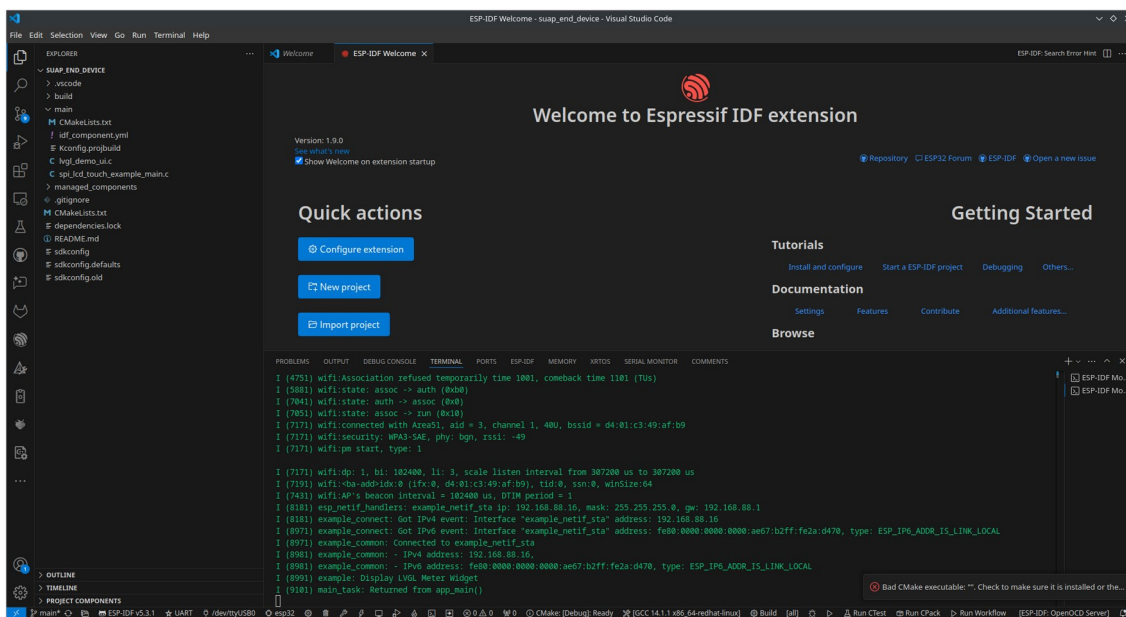 ESP-IDF Welcome - suap_end_device - Visual Studio Code
File Edit Selection View Go Run Terminal Help
EXPLORER
SUAP_END_DEVICE
.vscode
build
main
CMakeLists.txt
idf_component.yml
Kconfig.projbuild
lvgl_demo_ui.c
spi_lcd_touch_example_main.c
managed_components
.gitignore
CMakeLists.txt
dependencies.lock
README.md
sdkconfig
sdkconfig.defaults
sdkconfig.old
OUTLINE
TIMELINE
PROJECT COMPONENTS
Welcome
ESP-IDF Welcome
ESP-IDF: Search Error Hint
Welcome to Espressif IDF extension
Version: 1.9.0
See what's new
Show Welcome on extension startup
Repository ESP32 Forum ESP-IDF Open a new issue
Quick actions
Configure extension
New project
Import project
Getting Started
Tutorials
Install and configure Start a ESP-IDF project Debugging Others...
Documentation
Settings Features Contribute Additional features...
Browse
PROBLEMS OUTPUT DEBUG CONSOLE TERMINAL PORTS ESP-IDF MEMORY XRTOS SERIAL MONITOR COMMENTS
I (4751) wifi:Association refused temporarily time 1001, comeback time 1101 (TUs)
I (5881) wifi:state: assoc -> auth (0xb0)
I (7041) wifi:state: auth -> assoc (0x0)
I (7051) wifi:state: assoc -> run (0x10)
I (7171) wifi:connected with Area51, aid = 3, channel 1, 40U, bssid = d4:01:c3:49:af:b9
I (7171) wifi:security: WPA3-SAE, phy: bgn, rssi: -49
I (7171) wifi:pm start, type: 1
I (7171) wifi:dp: 1, bi: 102400, li: 3, scale listen interval from 307200 us to 307200 us
I (7191) wifi:<ba-add>idx:0 (ifx:0, d4:01:c3:49:af:b9), tid:0, ssn:0, winSize:64
I (7431) wifi:AP's beacon interval = 102400 us, DTIM period = 1
I (8181) esp_netif_handlers: example_netif_sta ip: 192.168.88.16, mask: 255.255.255.0, gw: 192.168.88.1
I (8181) example_connect: Got IPv4 event: Interface "example_netif_sta" address: 192.168.88.16
I (8971) example_connect: Got IPv6 event: Interface "example_netif_sta" address: fe80:0000:0000:0000:ae67:b2ff:fe2a:d470, type: ESP_IP6_ADDR_IS_LINK_LOCAL
I (8971) example_common: Connected to example_netif_sta
I (8981) example_common: - IPv4 address: 192.168.88.16,
I (8981) example_common: - IPv6 address: fe80:0000:0000:0000:ae67:b2ff:fe2a:d470, type: ESP_IP6_ADDR_IS_LINK_LOCAL
I (8991) example: Display LVGL Meter Widget
I (9101) main_task: Returned from app_main()
ESP-IDF Mo...
ESP-IDF Mo...
Bad CMake executable: "". Check to make sure it is installed or the...
main* ESP-IDF v5.3.1 UART /dev/ttyUSB0 esp32 0 0 0 CMake: [Debug]: Ready [GCC 14.1.1 x86_64-redhat-linux] Build [all] Run CTest Run CPack Run Workflow [ESP-IDF: OpenOCD Server]